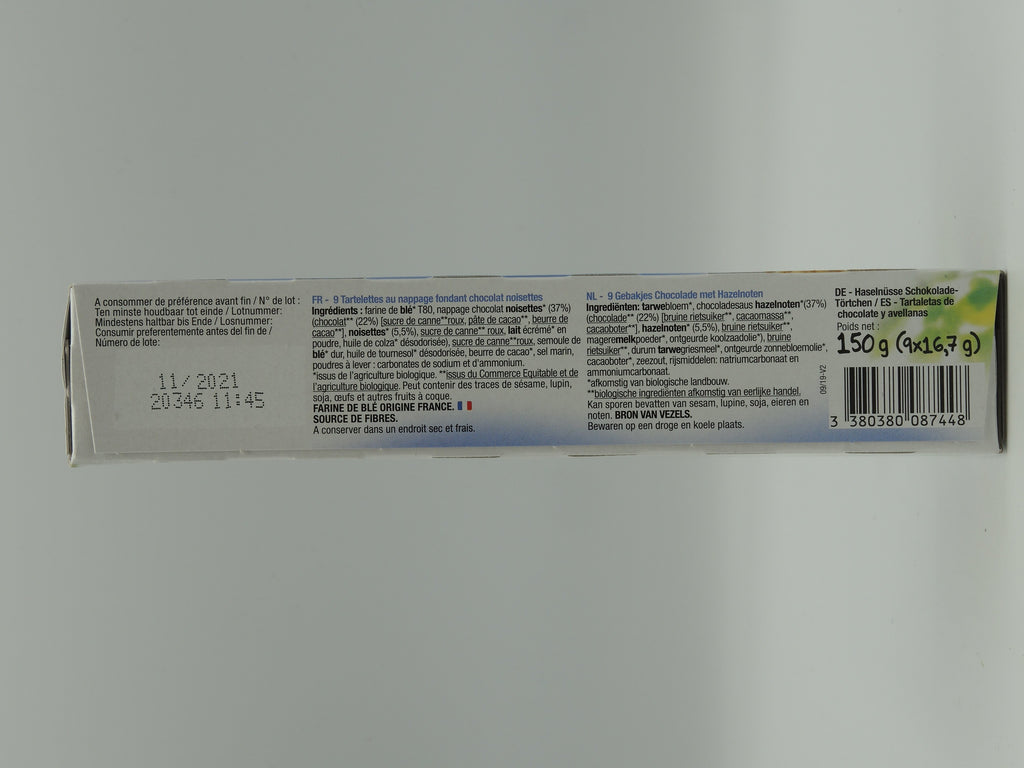 A consommer de préférence avant fin / N° de lot :
Ten minste houdbaar tot einde / Lotnummer:
Mindestens haltbar bis Ende / Losnummer:
Consumir preferentemente antes del fin de /
Número de lote:
11/ 2021
20346 11:45
FR - 9 Tartelettes au nappage fondant chocolat noisettes
Ingrédients : farine de blé* T80, nappage chocolat noisettes* (37%)
(chocolat** (22%) [sucre de canne**roux, pâte de cacao**, beurre de
cacao**], noisettes* (5,5%), sucre de canne** roux, lait écrémé* en
poudre, huile de colza* désodorisée), sucre de canne**roux, semoule de
blé* dur, huile de tournesol* désodorisée, beurre de cacao*, sel marin,
poudres à lever : carbonates de sodium et d'ammonium.
*issus de l'agriculture biologique. **issus du Commerce Equitable et de
l'agriculture biologique. Peut contenir des traces de sésame, lupin,
soja, œufs et autres fruits à coque.
FARINE DE BLÉ ORIGINE FRANCE.
SOURCE DE FIBRES.
A conserver dans un endroit sec et frais.
NL - 9 Gebakjes Chocolade met Hazelnoten
Ingrediënten: tarwebloem*, chocoladesaus hazelnoten*(37%)
(chocolade** (22%) [bruine rietsuiker**, cacaomassa**,
cacaoboter**], hazelnoten* (5,5%), bruine rietsuiker**,
magere melkpoeder*, ontgeurde koolzaadolie*), bruine
rietsuiker**, durum tarwegriesmeel*, ontgeurde zonnebloemolie*,
cacaoboter*, zeezout, rijsmiddelen: natriumcarbonaat en
ammoniumcarbonaat.
*afkomstig van biologische landbouw.
**biologische ingrediënten afkomstig van eerlijke handel.
Kan sporen bevatten van sesam, lupine, soja, eieren en
noten. BRON VAN VEZELS.
Bewaren op een droge en koele plaats.
09/19-V2
DE - Haselnüsse Schokolade-
Törtchen / ES - Tartaletas de
chocolate y avellanas
Poids net :
150 g (9x16,7 g)
3 380380 087448